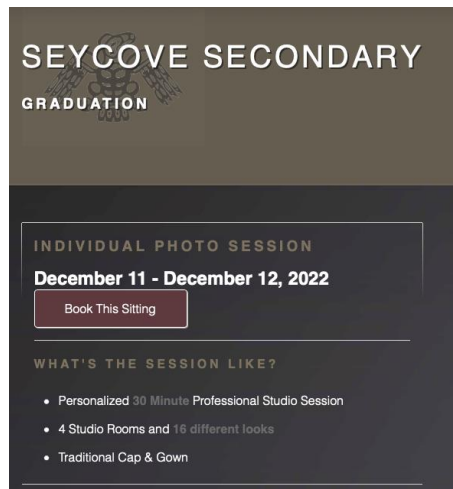 SEYCOVE SECONDARY
GRADUATION
INDIVIDUAL PHOTO SESSION
December 11 - December 12, 2022
Book This Sitting
WHAT'S THE SESSION LIKE?
• Personalized 30 Minute Professional Studio Session
• 4 Studio Rooms and 16 different looks
• Traditional Cap & Gown